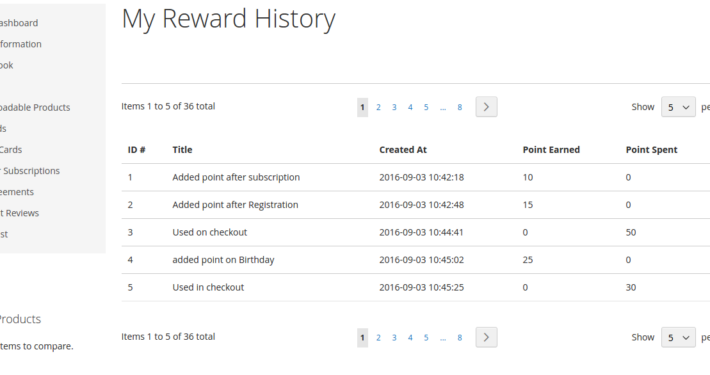 ashboard
formation
ook
oadable Products
ds
Cards
r Subscriptions
eements
t Reviews
st
Products
tems to compare.
My Reward History
Items 1 to 5 of 36 total 1 2 3 4 5 ... 8 > Show 5 pe
ID # Title Created At Point Earned Point Spent
1 Added point after subscription 2016-09-03 10:42:18 10 0
2 Added point after Registration 2016-09-03 10:42:48 15 0
3 Used on checkout 2016-09-03 10:44:41 0 50
4 added point on Birthday 2016-09-03 10:45:02 25 0
5 Used in checkout 2016-09-03 10:45:25 0 30
Items 1 to 5 of 36 total 1 2 3 4 5 ... 8 > Show 5 pe